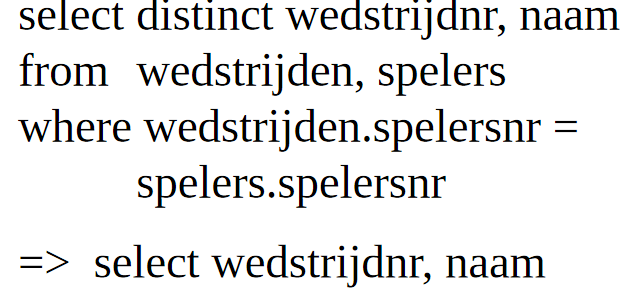 select distinct wedstrijdnr, naam
from wedstrijden, spelers
where wedstrijden.spelersnr =
spelers.spelersnr
=> select wedstrijdnr, naam